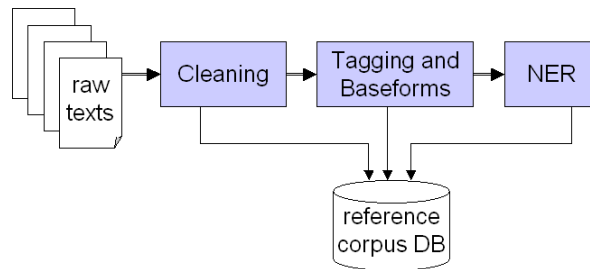 raw
texts
Cleaning
Tagging and
Baseforms
NER
reference
corpus DB